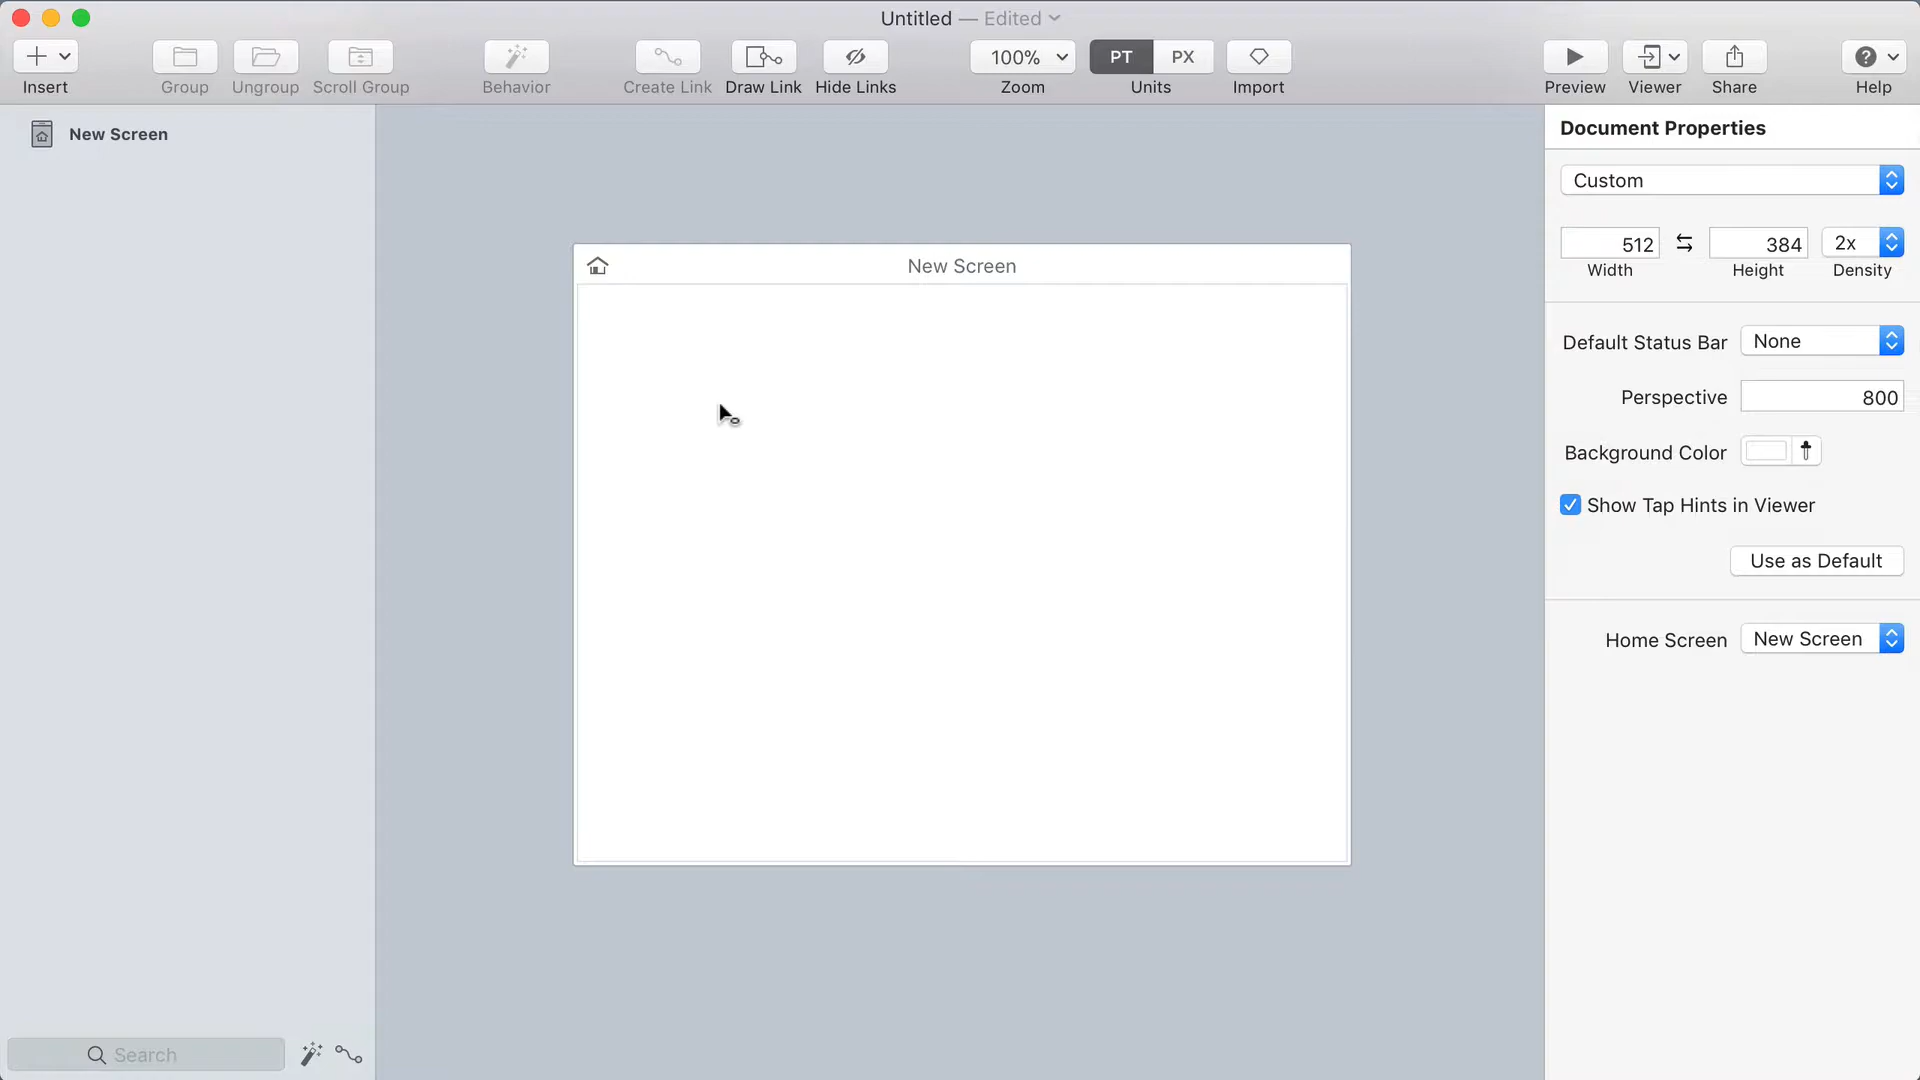 Untitled — Edited
Insert
Group
Ungroup
Scroll Group
Behavior
Create Link
Draw Link
Hide Links
100%
Zoom
PT
PX
Units
Import
Preview
Viewer
Share
?
Help
New Screen
New Screen
Search
Document Properties
Custom
512
384
2x
Width
Height
Density
Default Status Bar
None
Perspective
800
Background Color
Show Tap Hints in Viewer
Use as Default
Home Screen
New Screen